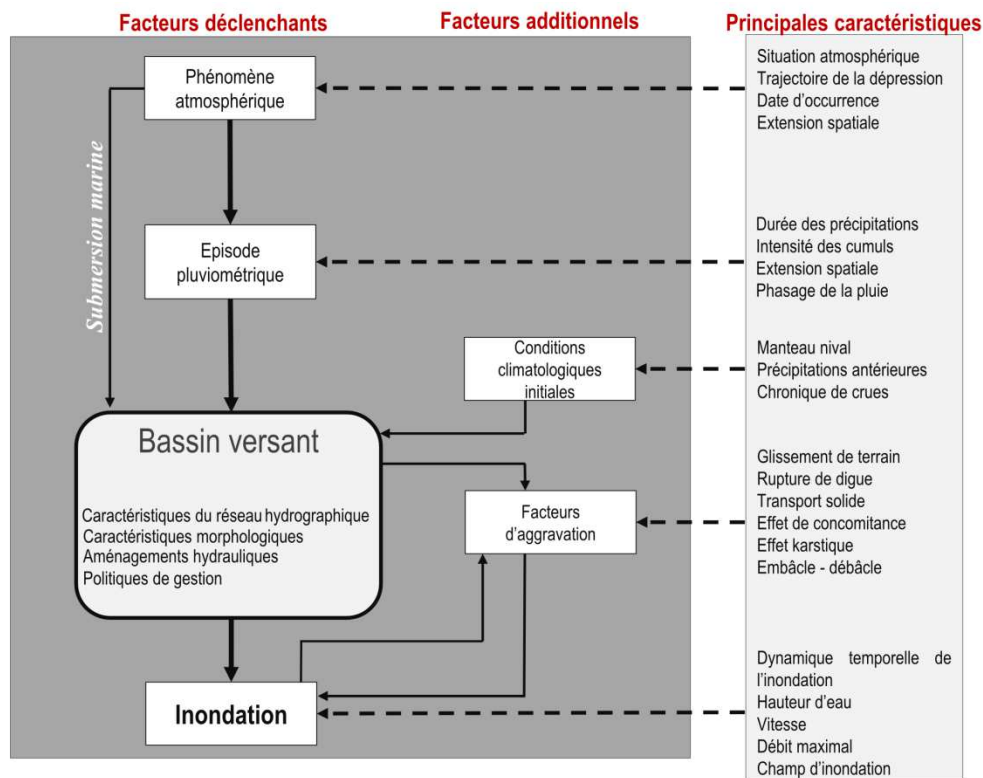 Facteurs déclenchants
Facteurs additionnels
Principales caractéristiques
Phénomène
atmosphérique
Situation atmosphérique
Trajectoire de la dépression
Date d'occurrence
Extension spatiale
Submersion marine
Episode
pluviométrique
Durée des précipitations
Intensité des cumuls
Extension spatiale
Phasage de la pluie
Conditions
climatologiques
initiales
Manteau nival
Précipitations antérieures
Chronique de crues
Bassin versant
Caractéristiques du réseau hydrographique
Caractéristiques morphologiques
Aménagements hydrauliques
Politiques de gestion
Facteurs
d'aggravation
Glissement de terrain
Rupture de digue
Transport solide
Effet de concomitance
Effet karstique
Embâcle - débâcle
Inondation
Dynamique temporelle de
l'inondation
Hauteur d'eau
Vitesse
Débit maximal
Champ d'inondation